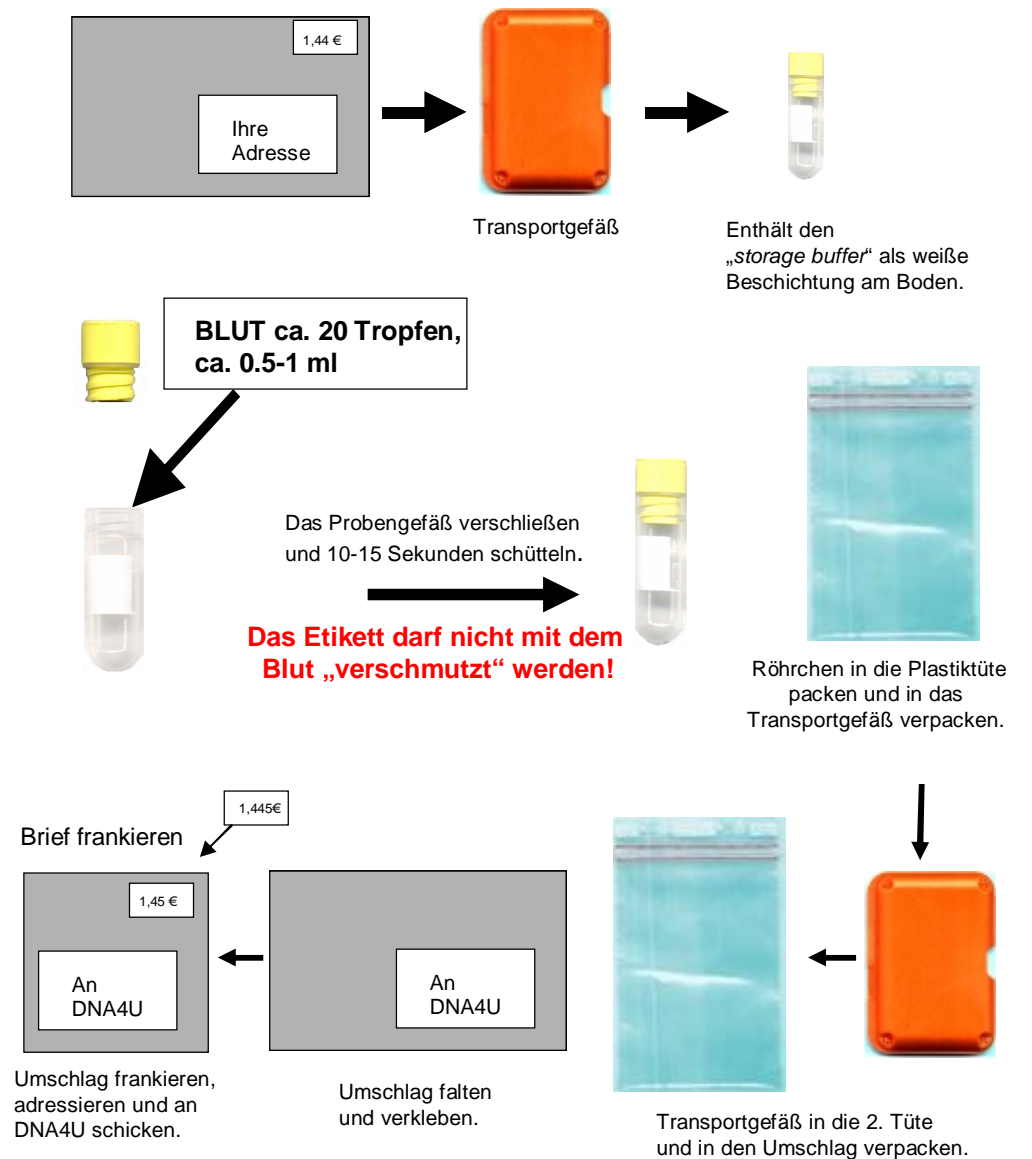 1,44 €
Ihre
Adresse
Transportgefäß
Enthält den
„storage buffer“ als weiße
Beschichtung am Boden.
BLUT ca. 20 Tropfen,
ca. 0.5-1 ml
Das Probengefäß verschließen
und 10-15 Sekunden schütteln.
Das Etikett darf nicht mit dem
Blut „verschmutzt“ werden!
Röhrchen in die Plastiktüte
packen und in das
Transportgefäß verpacken.
Transportgefäß in die 2. Tüte
und in den Umschlag verpacken.
An
DNA4U
Umschlag falten
und verkleben.
Brief frankieren
1,445€
1,45 €
An
DNA4U
Umschlag frankieren,
adressieren und an
DNA4U schicken.